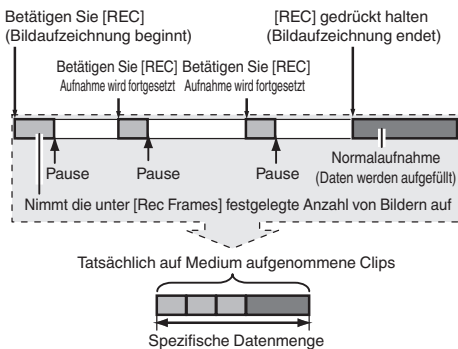 Betätigen Sie [REC]
(Bildaufzeichnung beginnt)
[REC] gedrückt halten
(Bildaufzeichnung endet)
Betätigen Sie [REC] Betätigen Sie [REC]
Aufnahme wird fortgesetzt Aufnahme wird fortgesetzt
Pause Pause Pause
Normalaufnahme
(Daten werden aufgefüllt)
Nimmt die unter [Rec Frames] festgelegte Anzahl von Bildern auf
Tatsächlich auf Medium aufgenommene Clips
Spezifische Datenmenge